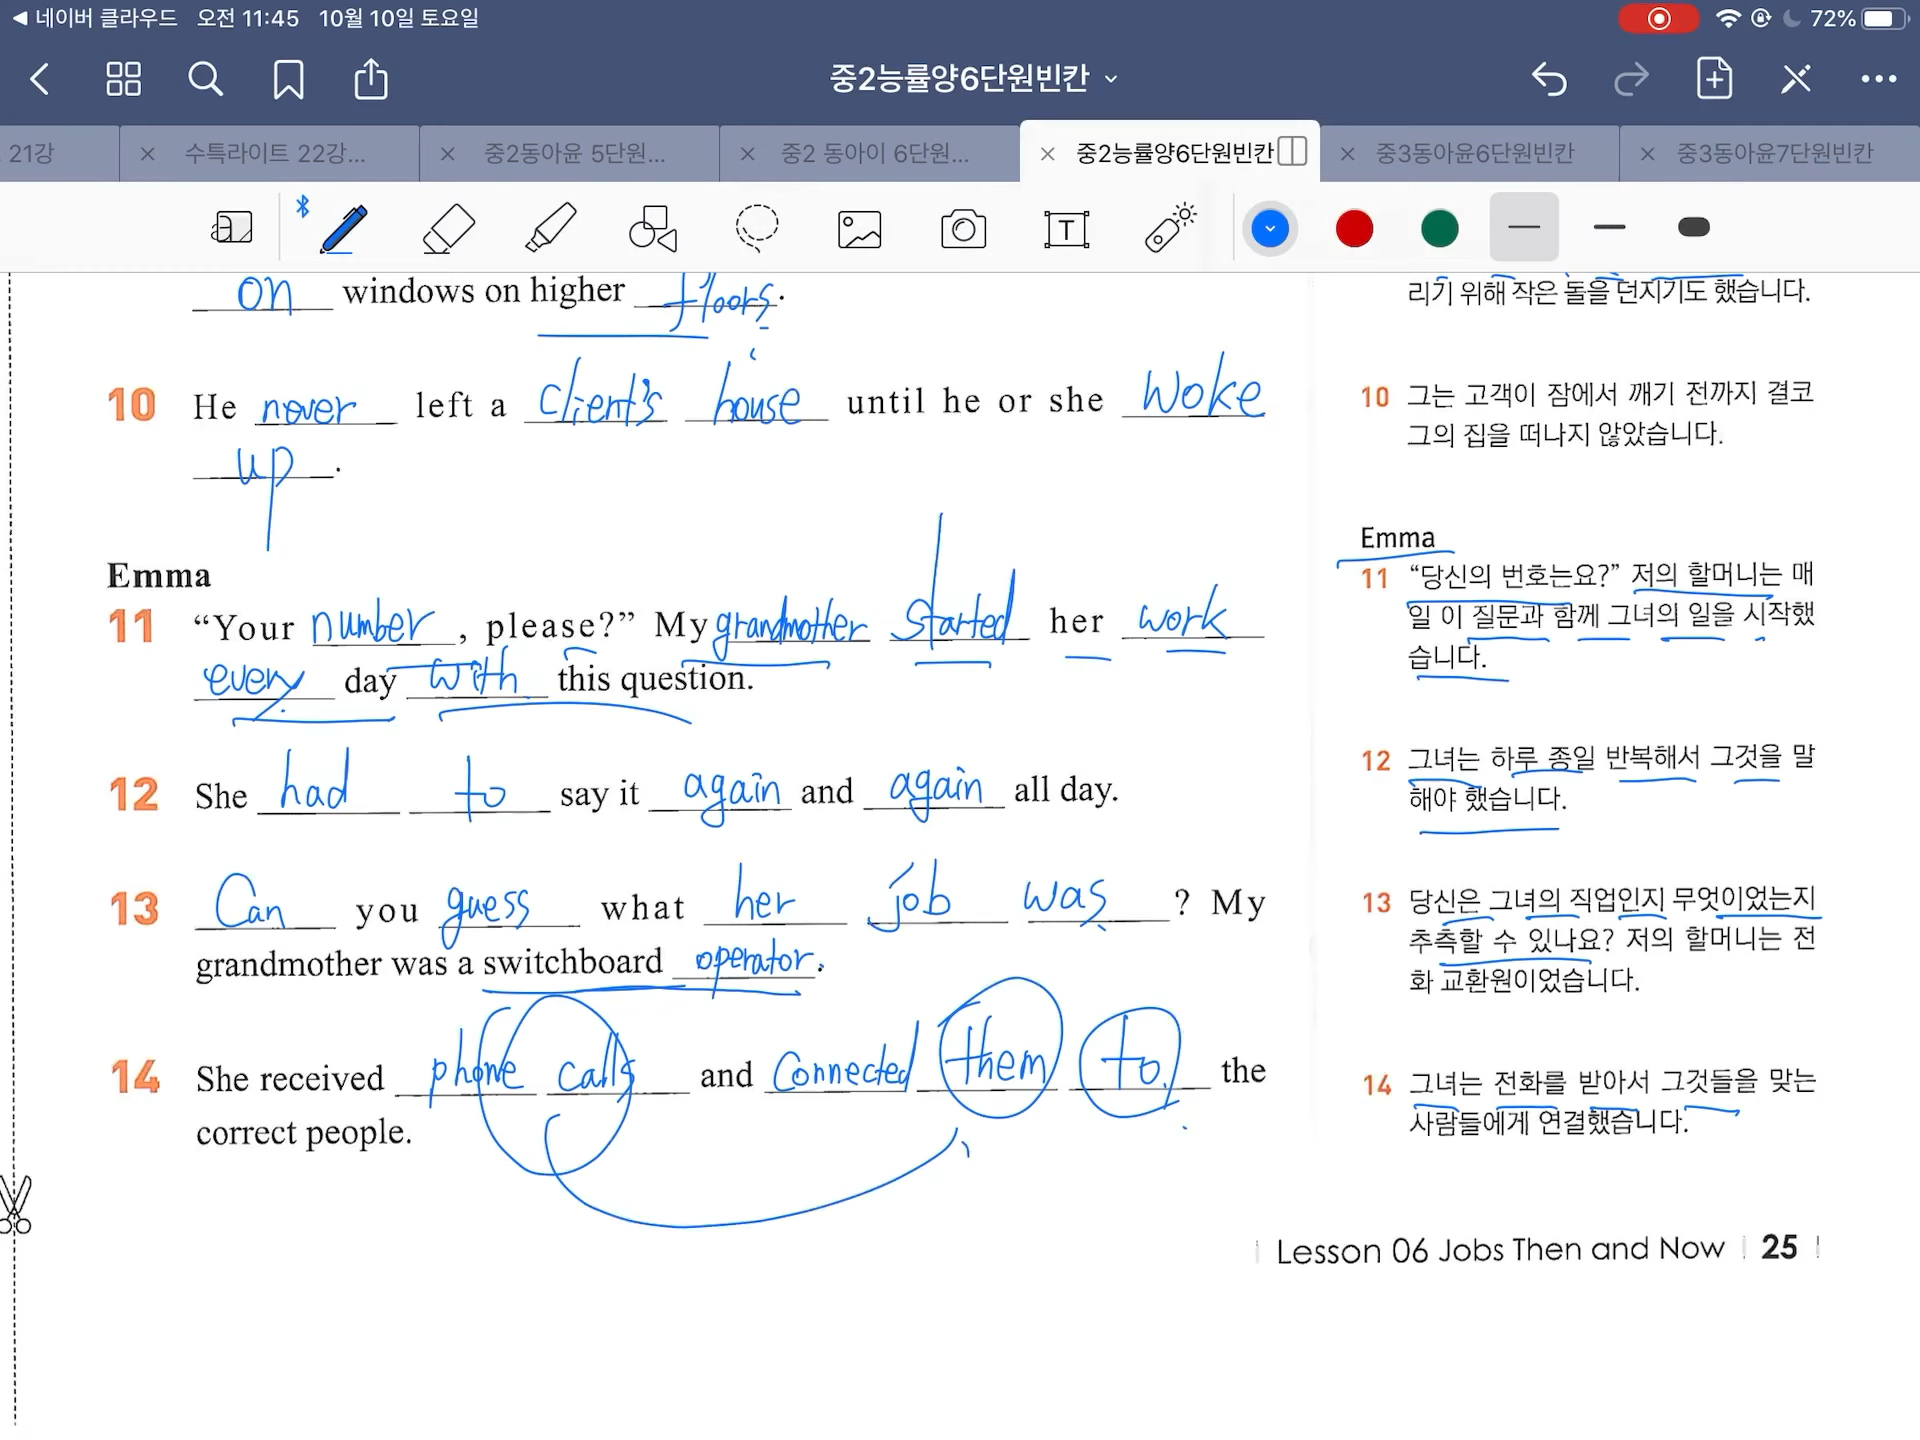 네이버 클라우드 오전 11:45 10월 10일 토요일 72%
중2능률양6단원빈칸
21강 수특라이트 22강... 중2동아윤 5단원... 중2 동아이 6단원... 중2능률양6단원빈칸 중3동아윤6단원빈칸 중3동아윤7단원빈칸
on windows on higher floors.
10 He never left a client's house until he or she woke
up.
Emma
11 “Your number, please?” My grandmother started her work
every day with this question.
12 She had to say it again and again all day.
13 Can you guess what her job was? My
grandmother was a switchboard operator.
14 She received phone calls and connected them to the
correct people.
리기 위해 작은 돌을 던지기도 했습니다.
10 그는 고객이 잠에서 깨기 전까지 결코
그의 집을 떠나지 않았습니다.
Emma
11 “당신의 번호는요?” 저의 할머니는 매
일 이 질문과 함께 그녀의 일을 시작했
습니다.
12 그녀는 하루 종일 반복해서 그것을 말
해야 했습니다.
13 당신은 그녀의 직업인지 무엇이었는지
추측할 수 있나요? 저의 할머니는 전
화 교환원이었습니다.
14 그녀는 전화를 받아서 그것들을 맞는
사람들에게 연결했습니다.
Lesson 06 Jobs Then and Now 25